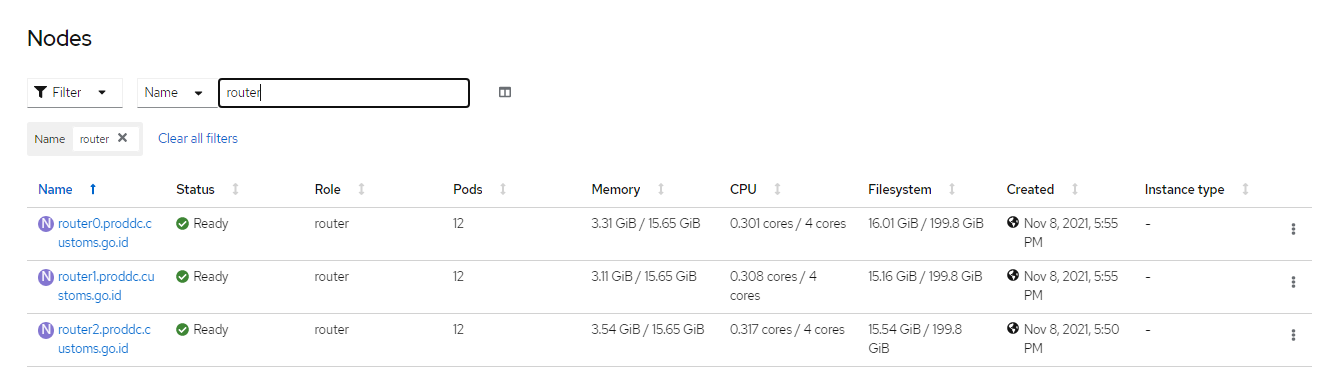 Nodes
Filter Name router
Name router Clear all filters
Name Status Role Pods Memory CPU Filesystem Created Instance type
N router0.proddc.c Ready router 12 3.31 GiB / 15.65 GiB 0.301 cores / 4 cores 16.01 GiB / 199.8 GiB Nov 8, 2021, 5:55 -
ustoms.go.id PM
N router1.proddc.cu Ready router 12 3.11 GiB / 15.65 GiB 0.308 cores / 4 15.16 GiB / 199.8 GiB Nov 8, 2021, 5:55 -
stoms.go.id cores PM
N router2.proddc.c Ready router 12 3.54 GiB / 15.65 GiB 0.317 cores / 4 cores 15.54 GiB / 199.8 Nov 8, 2021, 5:50 -
ustoms.go.id GiB PM